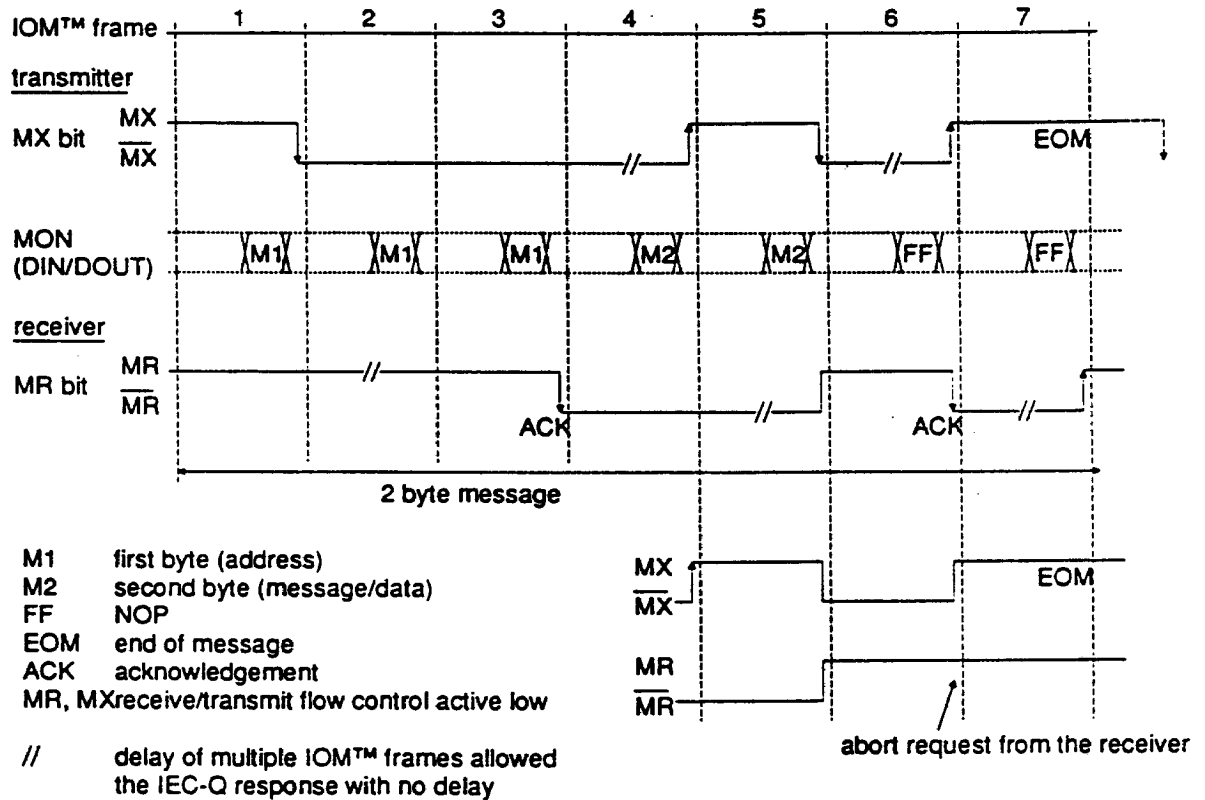 IOM™ frame 1 2 3 4 5 6 7
transmitter
MX bit MX
MX
EOM
MON
(DIN/DOUT)
M1 M1 M1 M2 M2 FF FF
receiver
MR bit MR
MR
ACK ACK
2 byte message
M1 first byte (address)
M2 second byte (message/data)
FF NOP
EOM end of message
ACK acknowledgement
MR, MXreceive/transmit flow control active low
// delay of multiple IOM™ frames allowed
the IEC-Q response with no delay
MX
MX
EOM
MR
MR
abort request from the receiver